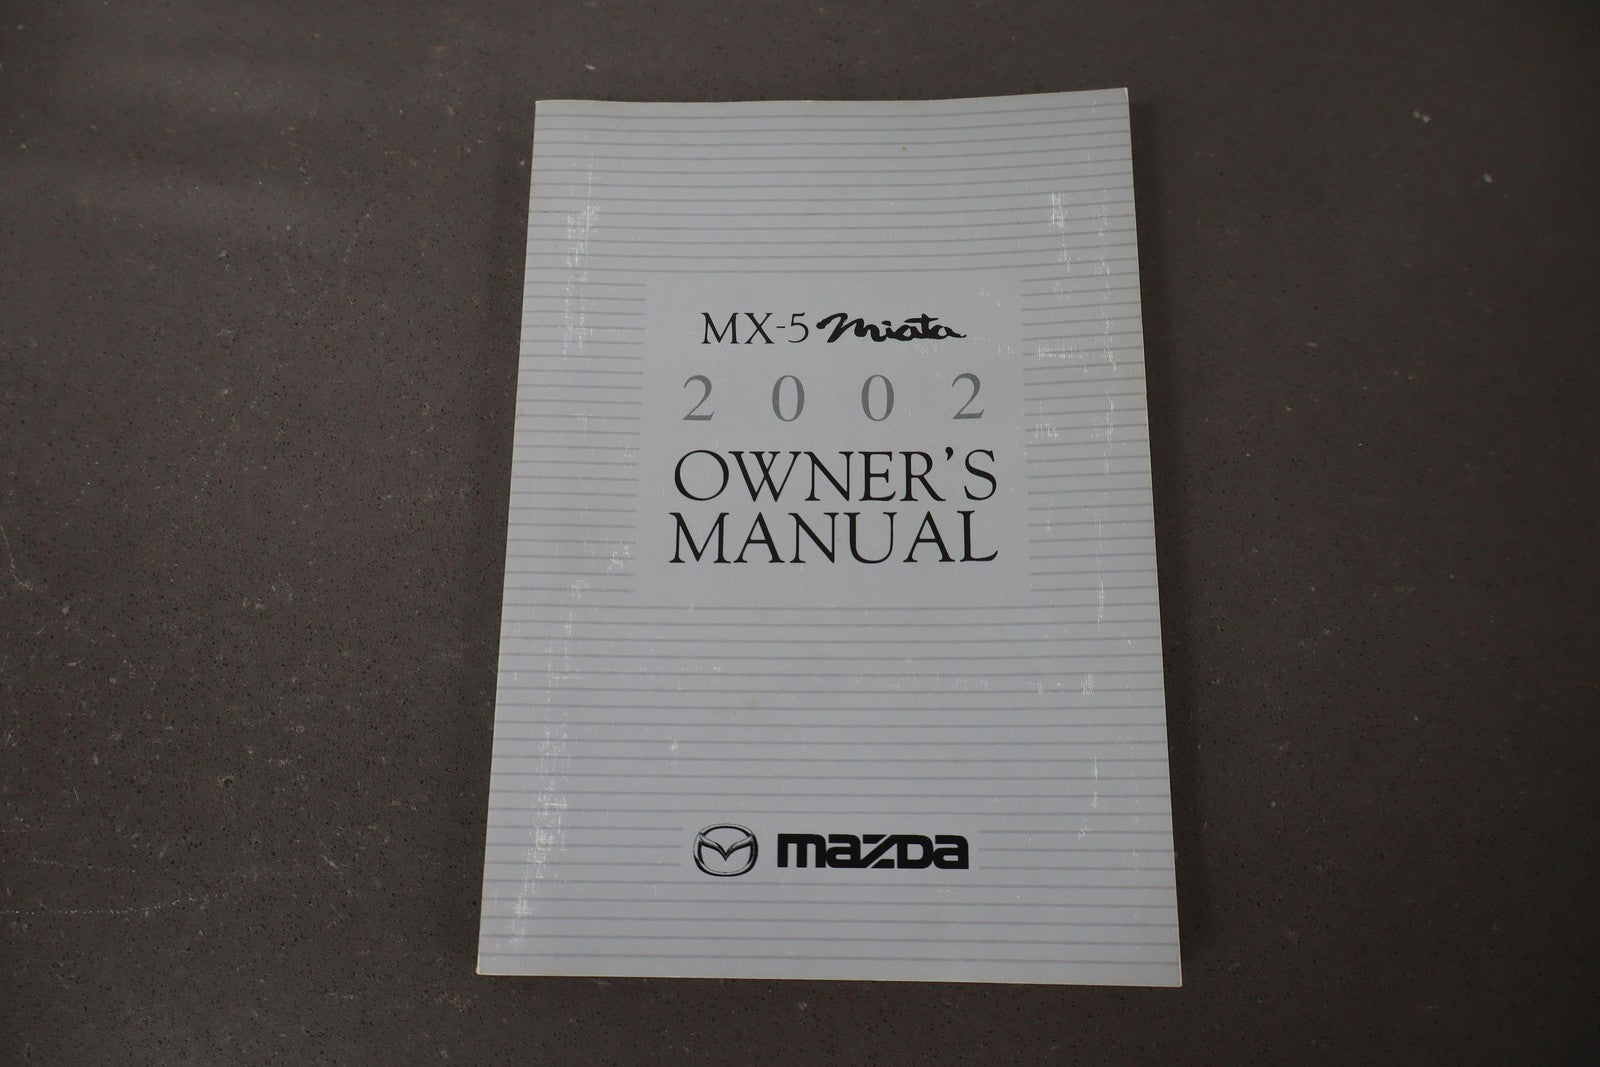 MX-5 Miata
2002
OWNER'S
MANUAL
mazda